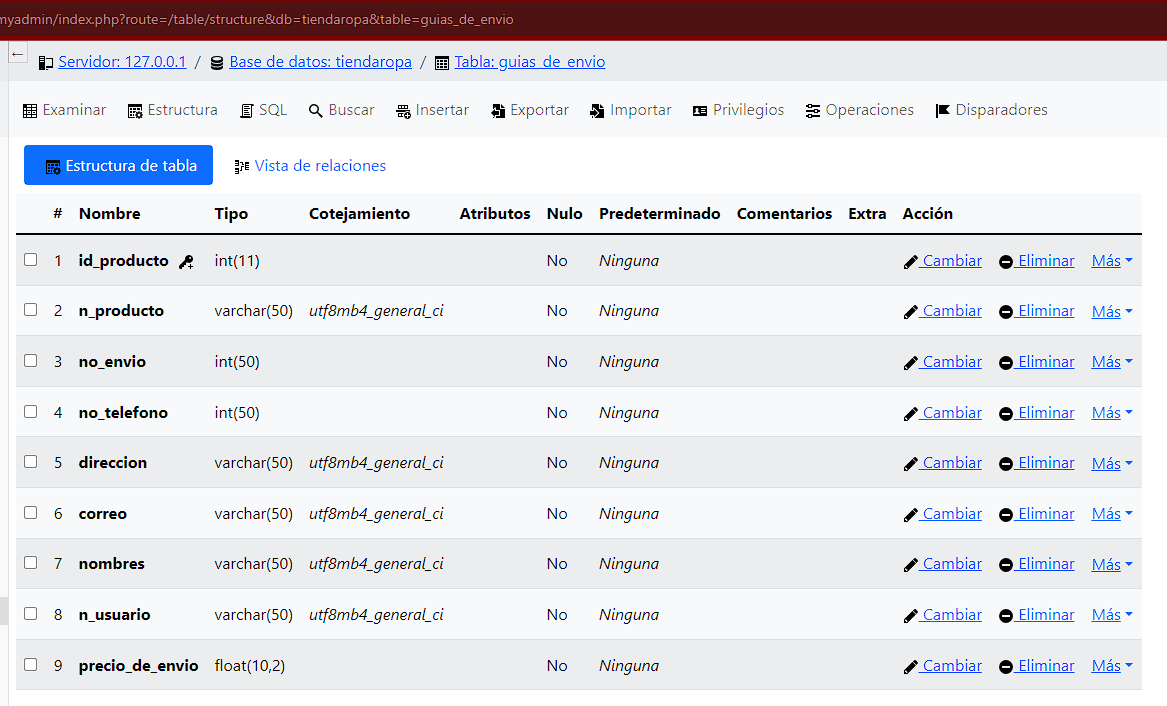 myadmin/index.php?route=/table/structure&db=tiendaropa&table=guias_de_envio
← Servidor: 127.0.0.1 / Base de datos: tiendaropa / Tabla: guias_de_envio
Examinar Estructura SQL Buscar Insertar Exportar Importar Privilegios Operaciones Disparadores
Estructura de tabla Vista de relaciones
# Nombre Tipo Cotejamiento Atributos Nulo Predeterminado Comentarios Extra Acción
1 id_producto int(11) No Ninguna Cambiar Eliminar Más
2 n_producto varchar(50) utf8mb4_general_ci No Ninguna Cambiar Eliminar Más
3 no_envio int(50) No Ninguna Cambiar Eliminar Más
4 no_telefono int(50) No Ninguna Cambiar Eliminar Más
5 direccion varchar(50) utf8mb4_general_ci No Ninguna Cambiar Eliminar Más
6 correo varchar(50) utf8mb4_general_ci No Ninguna Cambiar Eliminar Más
7 nombres varchar(50) utf8mb4_general_ci No Ninguna Cambiar Eliminar Más
8 n_usuario varchar(50) utf8mb4_general_ci No Ninguna Cambiar Eliminar Más
9 precio_de_envio float(10,2) No Ninguna Cambiar Eliminar Más